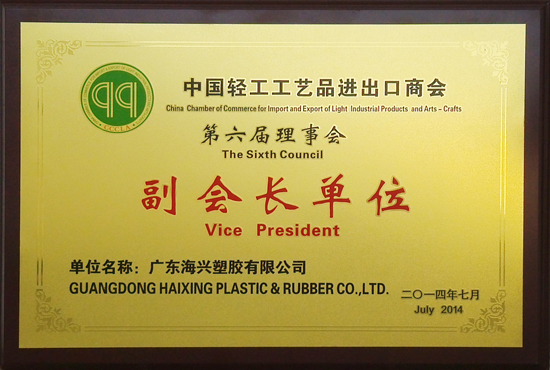 中国轻工工艺品进出口商会
China Chamber of Commerce for Import and Export of Light Industrial Products and Arts – Crafts
第六届理事会
The Sixth Council
副会长单位
Vice President
单位名称：广东海兴塑胶有限公司
GUANGDONG HAIXING PLASTIC & RUBBER CO.,LTD.
二〇一四年七月
July 2014